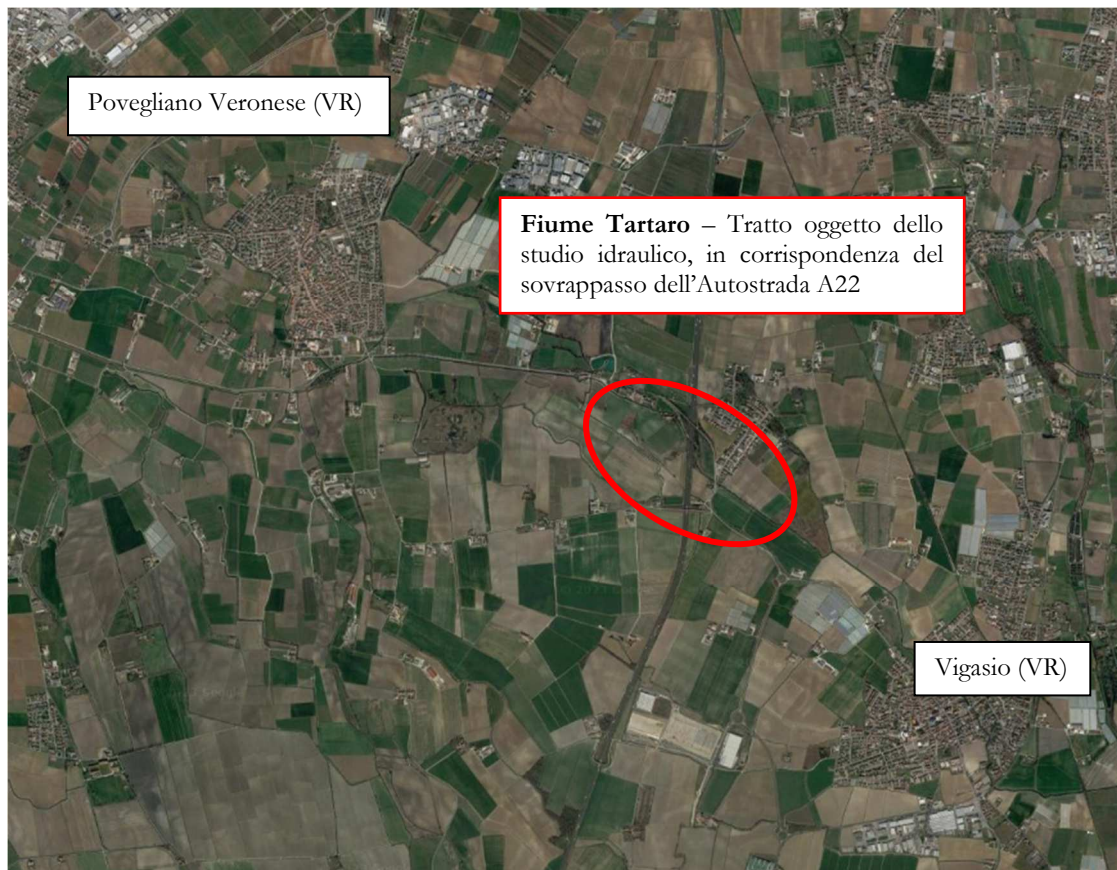 Povegliano Veronese (VR)
Fiume Tartaro – Tratto oggetto dello
studio idraulico, in corrispondenza del
sovrappasso dell’Autostrada A22
Vigasio (VR)